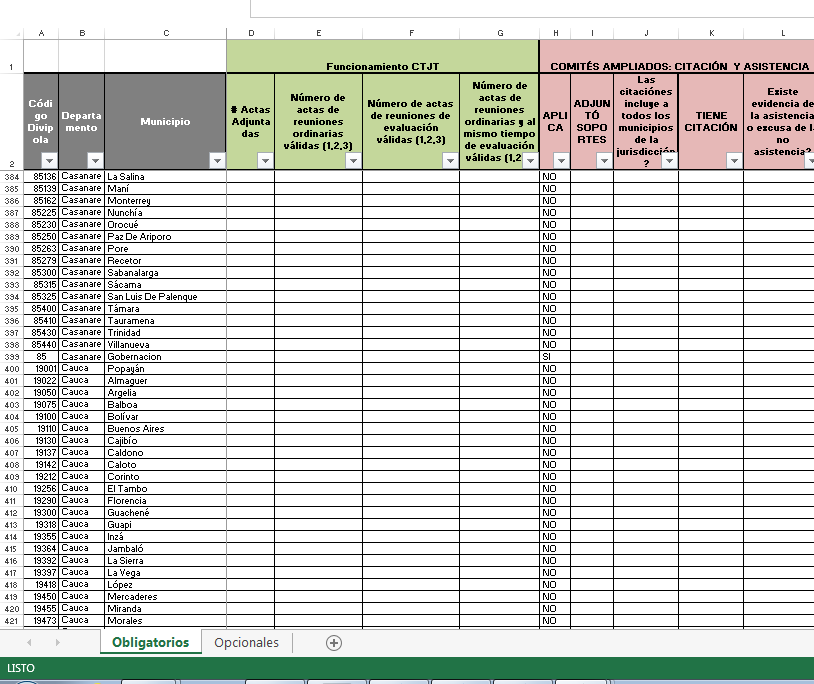 A B C D E F G H I J K L
1 Funcionamiento CTJT COMITÉS AMPLIADOS: CITACIÓN Y ASISTENCIA
2 Códi go Divip ola
Departa mento
Municipio
# Actas Adjunta das
Número de actas de reuniones ordinarias válidas (1,2,3)
Número de actas de reuniones de evaluación válidas (1,2,3)
Número de actas de reuniones ordinarias y al mismo tiempo de evaluación válidas (1,2
APLI CA
ADJUN TÓ SOPO RTES
Las citaciónes incluye a todos los municipios de la jurisdicción ?
TIENE CITACIÓN
Existe evidencia de la asistencia o excusa de l no asistencia?
384 85136 Casanare La Salina NO
385 85139 Casanare Maní NO
386 85162 Casanare Monterrey NO
387 85225 Casanare Nunchía NO
388 85230 Casanare Orocué NO
389 85250 Casanare Paz De Ariporo NO
390 85263 Casanare Pore NO
391 85279 Casanare Recetor NO
392 85300 Casanare Sabanalarga NO
393 85315 Casanare Sácama NO
394 85325 Casanare San Luis De Palenque NO
395 85400 Casanare Támara NO
396 85410 Casanare Tauramena NO
397 85430 Casanare Trinidad NO
398 85440 Casanare Villanueva NO
399 85 Casanare Gobernacion SI
400 19001 Cauca Popayán NO
401 19022 Cauca Almaguer NO
402 19050 Cauca Argelia NO
403 19075 Cauca Balboa NO
404 19100 Cauca Bolívar NO
405 19110 Cauca Buenos Aires NO
406 19130 Cauca Cajibío NO
407 19137 Cauca Caldono NO
408 19142 Cauca Caloto NO
409 19212 Cauca Corinto NO
410 19256 Cauca El Tambo NO
411 19290 Cauca Florencia NO
412 19300 Cauca Guachené NO
413 19318 Cauca Guapi NO
414 19355 Cauca Inzá NO
415 19364 Cauca Jambaló NO
416 19392 Cauca La Sierra NO
417 19397 Cauca La Vega NO
418 19418 Cauca López NO
419 19450 Cauca Mercaderes NO
420 19455 Cauca Miranda NO
421 19473 Cauca Morales NO
Obligatorios Opcionales
LISTO